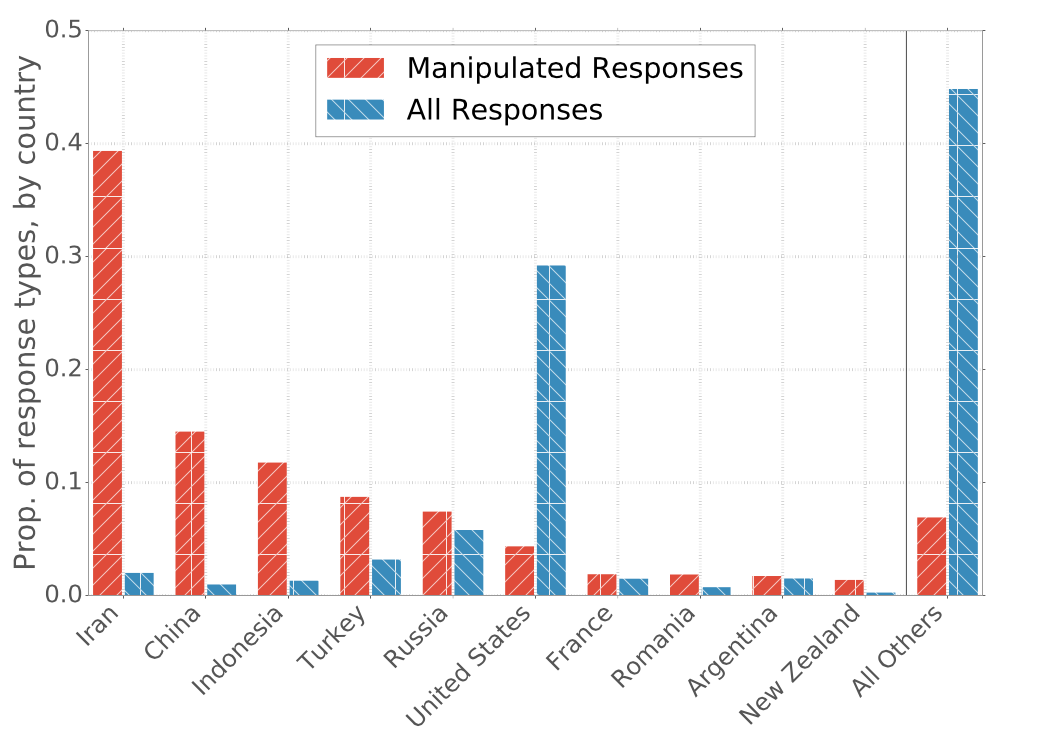 Prop. of response types, by country
0.5
0.4
0.3
0.2
0.1
0.0
Manipulated Responses
All Responses
Iran
China
Indonesia
Turkey
Russia
United States
France
Romania
Argentina
New Zealand
All Others